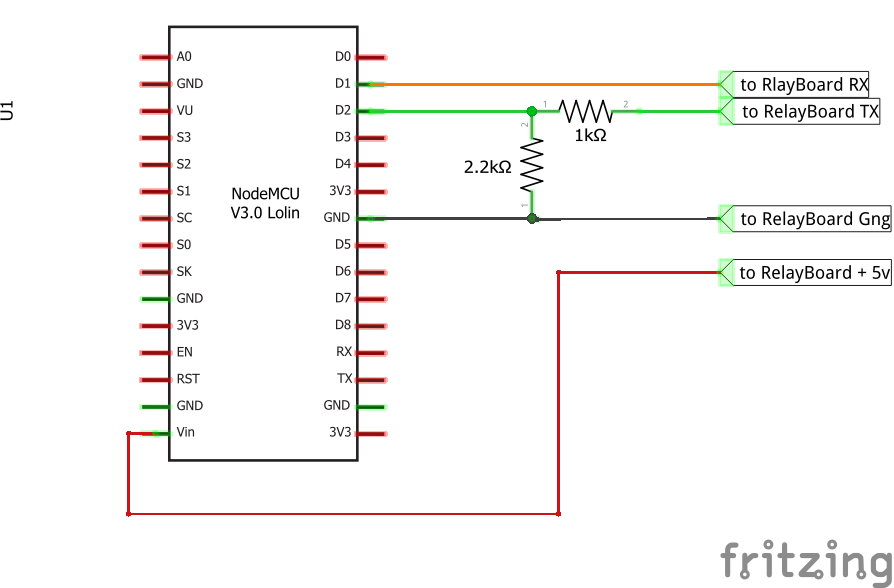 U1
A0
GND
VU
S3
S2
S1
SC
S0
SK
GND
3V3
EN
RST
GND
Vin
NodeMCU
V3.0 Lolin
D0
D1
D2
D3
D4
3V3
GND
D5
D6
D7
D8
RX
TX
GND
3V3
1
2
1kΩ
2
2.2kΩ
1
to RlayBoard RX
to RelayBoard TX
to RelayBoard Gng
to RelayBoard + 5v
fritzing